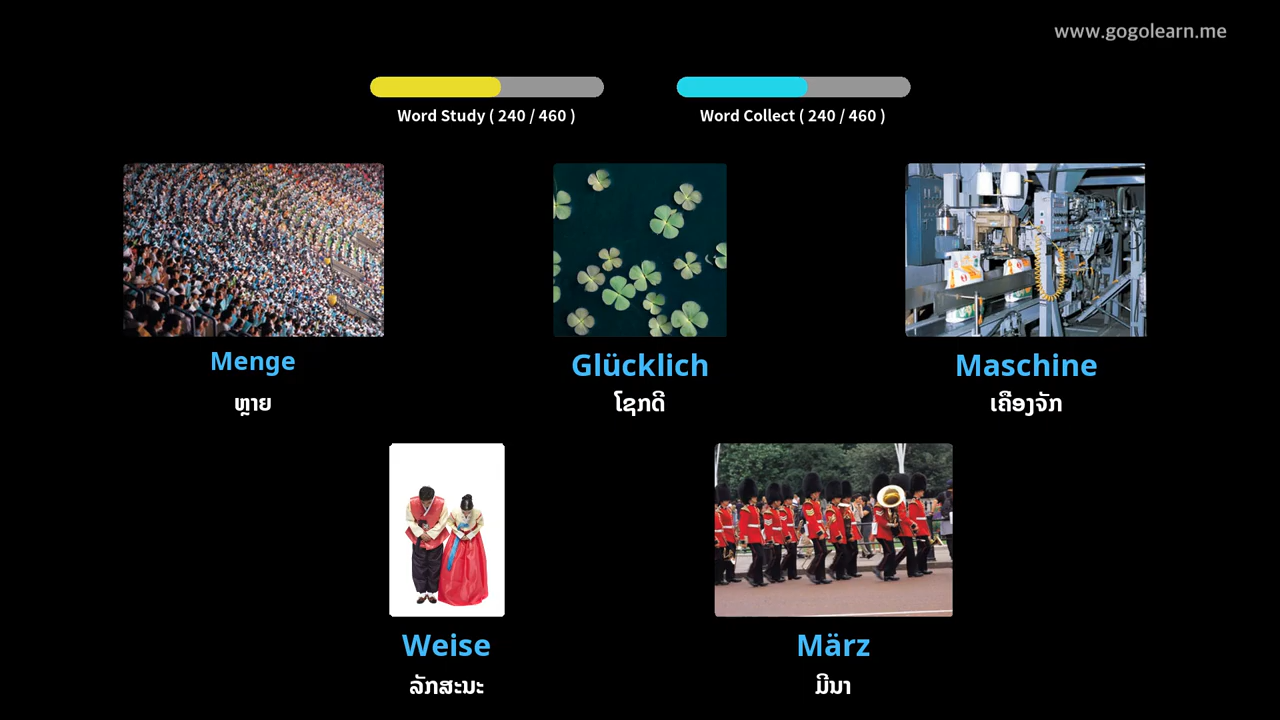 www.gogolearn.me
Word Study ( 240 / 460 )
Word Collect ( 240 / 460 )
Menge
ຫຼາຍ
Glücklich
ໂຊກດີ
Maschine
ເຄື່ອງຈັກ
Weise
ລັກສະນະ
März
ມີນາ